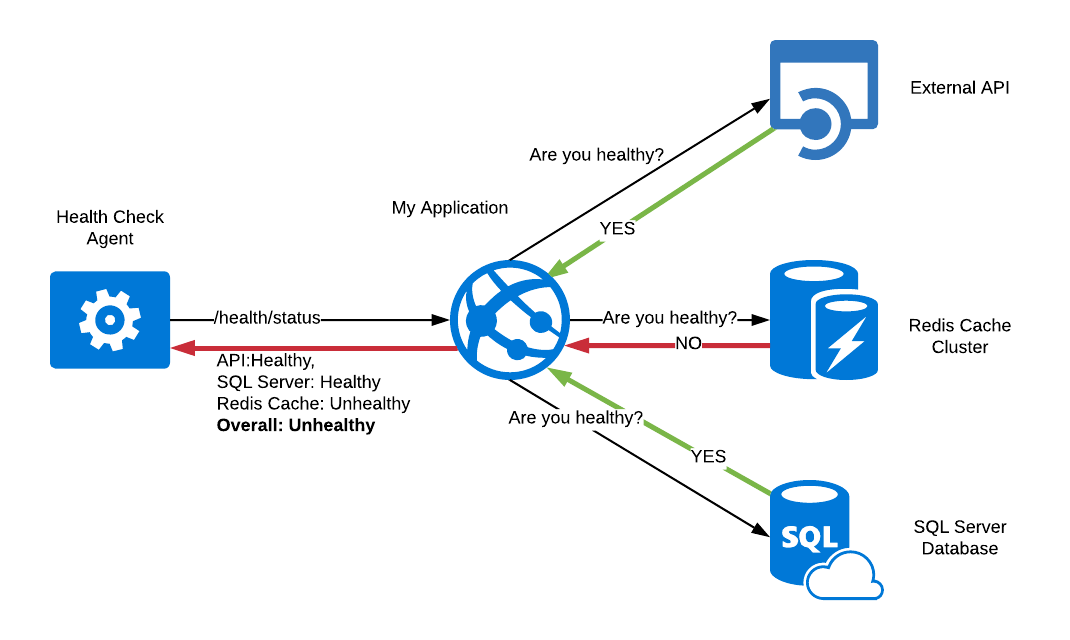 External API
Are you healthy?
My Application
Health Check
Agent
YES
/health/status
Are you healthy?
Redis Cache
Cluster
NO
API:Healthy,
SQL Server: Healthy
Redis Cache: Unhealthy
Overall: Unhealthy
Are you healthy?
YES
SQL
SQL Server
Database